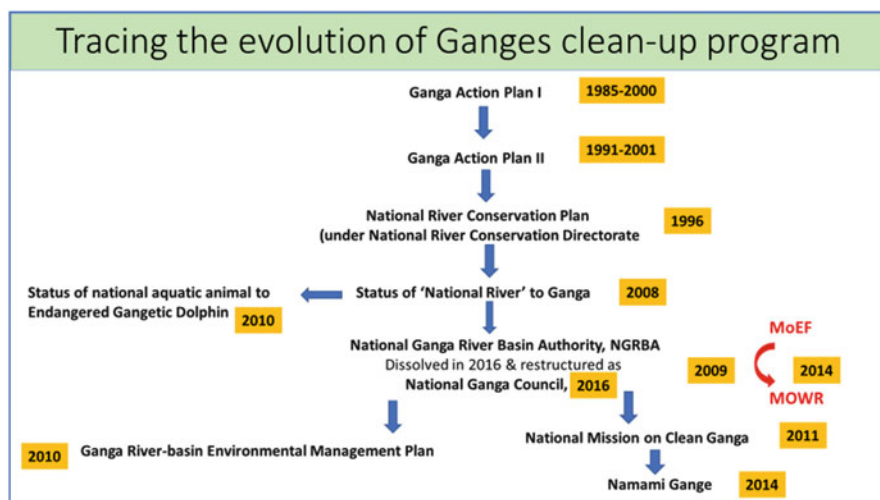 Tracing the evolution of Ganges clean-up program
Ganga Action Plan I 1985-2000
Ganga Action Plan II 1991-2001
National River Conservation Plan
(under National River Conservation Directorate 1996
Status of national aquatic animal to
Endangered Gangetic Dolphin 2010
Status of ‘National River’ to Ganga 2008
National Ganga River Basin Authority, NGRBA
Dissolved in 2016 & restructured as
National Ganga Council, 2016
2009
MoEF
2014
MOWR
2010 Ganga River-basin Environmental Management Plan
National Mission on Clean Ganga 2011
Namami Gange 2014